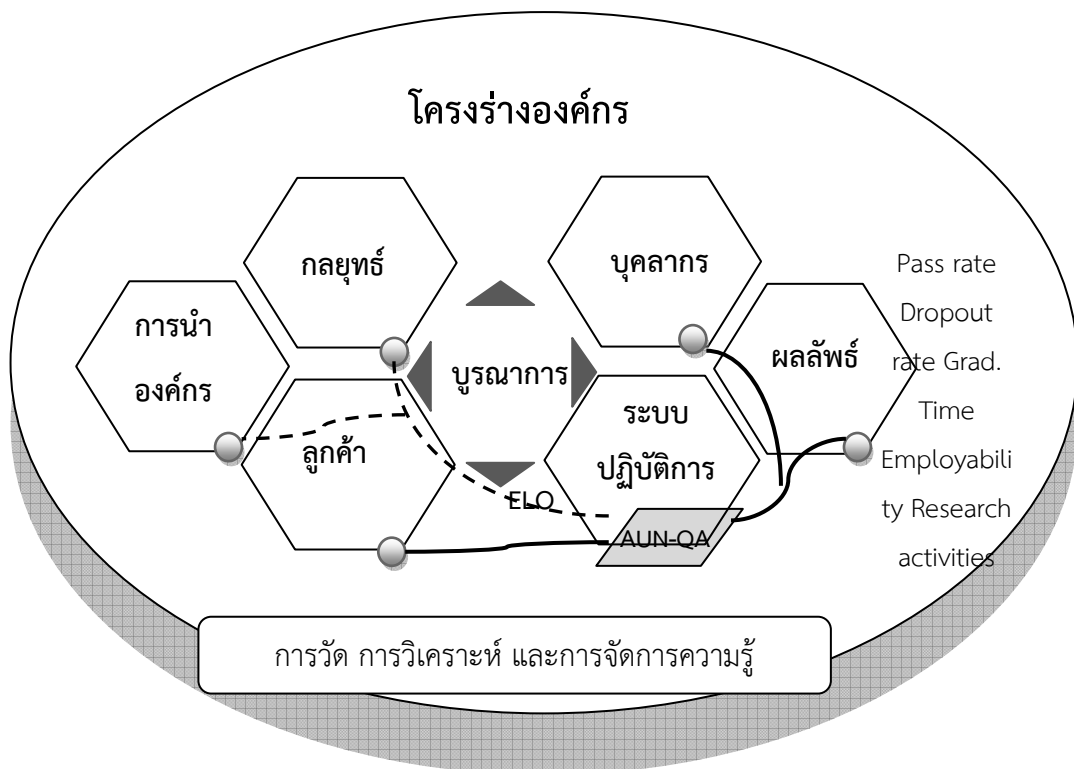 โครงร่างองค์กร
กลยุทธ์
บุคลากร
การนำ
องค์กร
บูรณาการ
ผลลัพธ์
ลูกค้า
ระบบ
ปฏิบัติการ
ELO
AUN-QA
Pass rate
Dropout
rate Grad.
Time
Employabili
ty Research
activities
การวัด การวิเคราะห์ และการจัดการความรู้